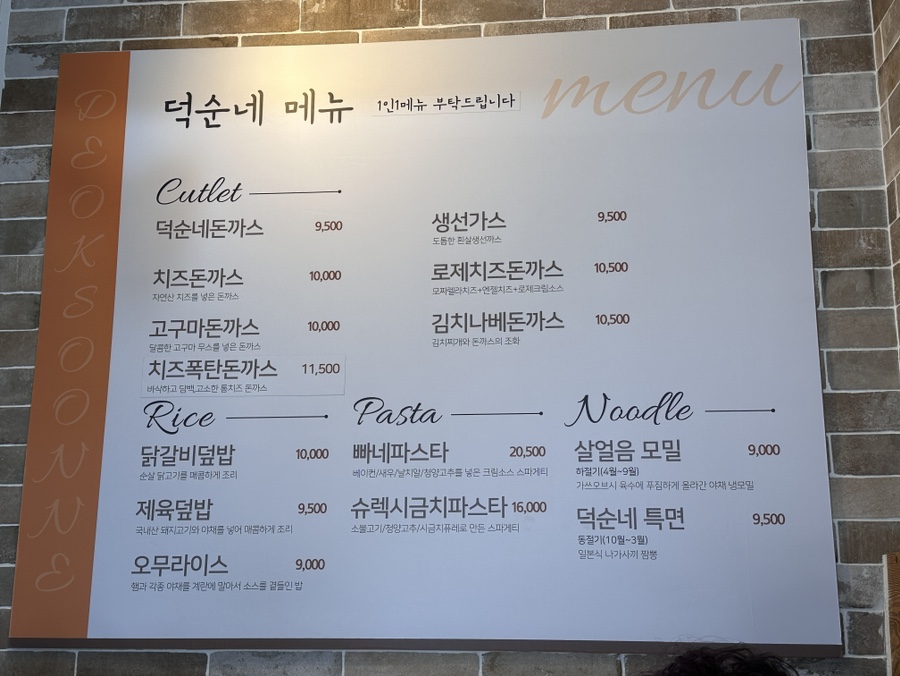 DEOKSOONNE
덕순네 메뉴 1인1메뉴 부탁드립니다 menu
Cutlet
덕순네돈까스 9,500
치즈돈까스 10,000
자연산 치즈를 넣은 돈까스
고구마돈까스 10,000
달콤한 고구마 무스를 넣은 돈까스
치즈폭탄돈까스 11,500
바삭하고 담백,고소한 통치즈 돈까스
생선가스 9,500
도톰한 흰살생선까스
로제치즈돈까스 10,500
모짜렐라치즈+엔젤치즈+로제크림소스
김치나베돈까스 10,500
김치찌개와 돈까스의 조화
Rice
닭갈비덮밥 10,000
순살 닭고기를 매콤하게 조리
제육덮밥 9,500
국내산 돼지고기와 야채를 넣어 매콤하게 조리
오무라이스 9,000
햄과 각종 야채를 계란에 말아서 소스를 곁들인 밥
Pasta
빠네파스타 20,500
베이컨/새우/날치알/청양고추를 넣은 크림소스 스파게티
슈렉시금치파스타 16,000
소불고기/청양고추/시금치퓨레로 만든 스파게티
Noodle
살얼음 모밀 9,000
하절기(4월~9월)
가쓰오브시 육수에 푸짐하게 올라간 야채 냉모밀
덕순네 특면 9,500
동절기(10월~3월)
일본식 나가사끼 짬뽕